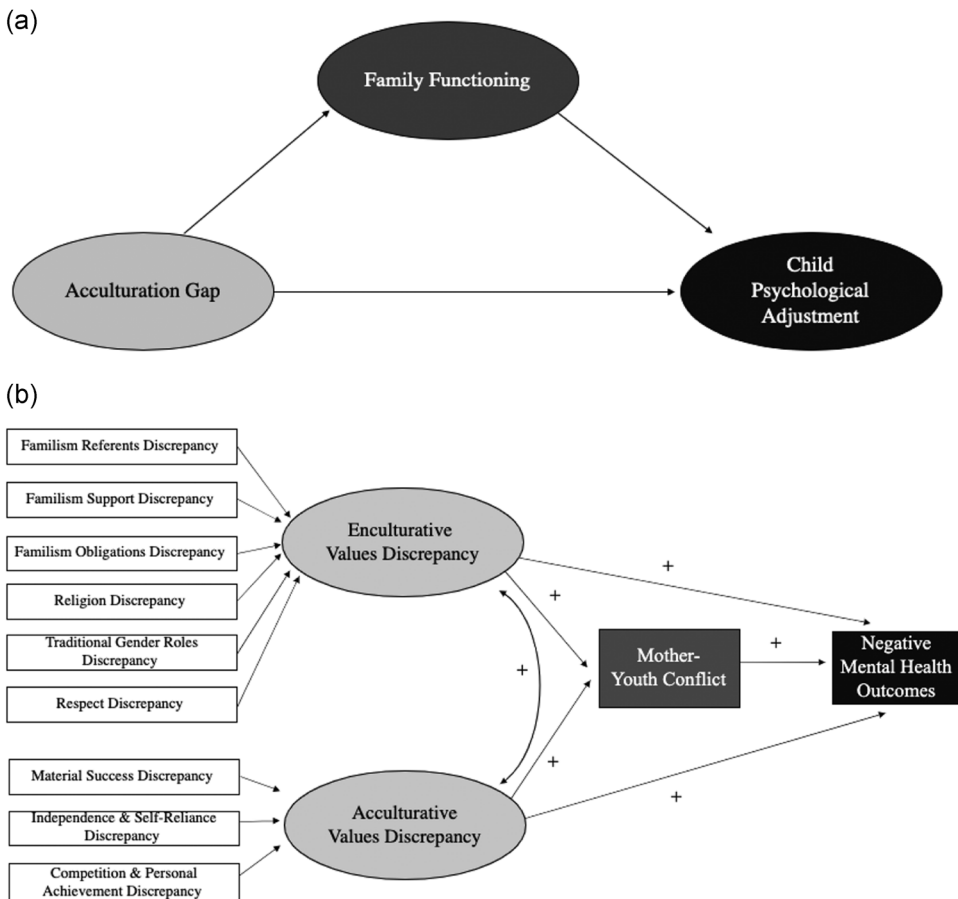 (a)
Family Functioning
Acculturation Gap
Child
Psychological
Adjustment
(b)
Familism Referents Discrepancy
Familism Support Discrepancy
Familism Obligations Discrepancy
Religion Discrepancy
Traditional Gender Roles
Discrepancy
Respect Discrepancy
Material Success Discrepancy
Independence & Self-Reliance
Discrepancy
Competition & Personal
Achievement Discrepancy
Enculturative
Values Discrepancy
Acculturative
Values Discrepancy
+
+
+
+
+
+
Mother-
Youth Conflict
Negative
Mental Health
Outcomes